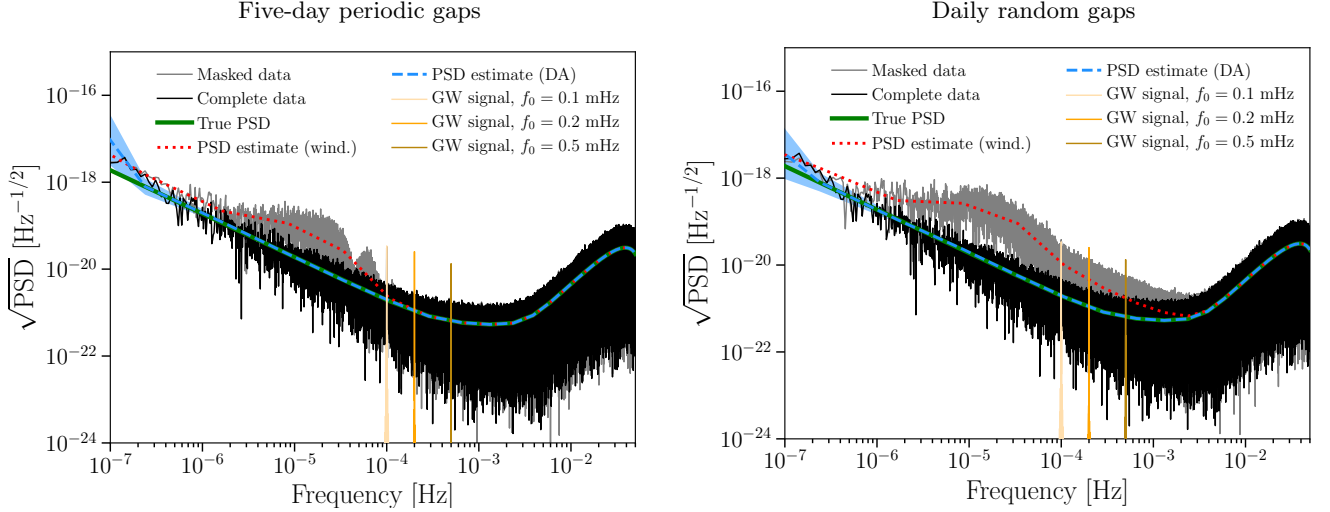 Five-day periodic gaps
Masked data
Complete data
True PSD
PSD estimate (wind.)
PSD estimate (DA)
GW signal, f₀ = 0.1 mHz
GW signal, f₀ = 0.2 mHz
GW signal, f₀ = 0.5 mHz
√PSD [Hz⁻¹/²]
10⁻¹⁶
10⁻¹⁸
10⁻²⁰
10⁻²²
10⁻²⁴
10⁻⁷ 10⁻⁶ 10⁻⁵ 10⁻⁴ 10⁻³ 10⁻²
Frequency [Hz]
Daily random gaps
Masked data
Complete data
True PSD
PSD estimate (wind.)
PSD estimate (DA)
GW signal, f₀ = 0.1 mHz
GW signal, f₀ = 0.2 mHz
GW signal, f₀ = 0.5 mHz
√PSD [Hz⁻¹/²]
10⁻¹⁶
10⁻¹⁸
10⁻²⁰
10⁻²²
10⁻²⁴
10⁻⁷ 10⁻⁶ 10⁻⁵ 10⁻⁴ 10⁻³ 10⁻²
Frequency [Hz]